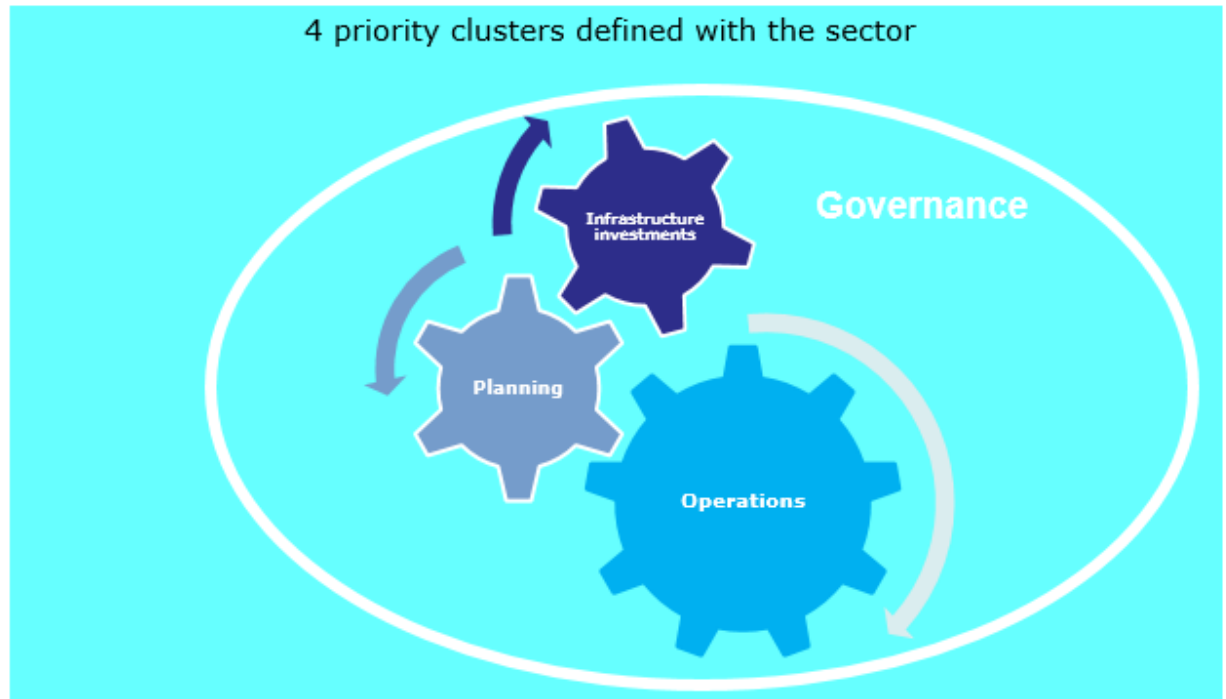 4 priority clusters defined with the sector
Governance
Infrastructure
investments
Planning
Operations